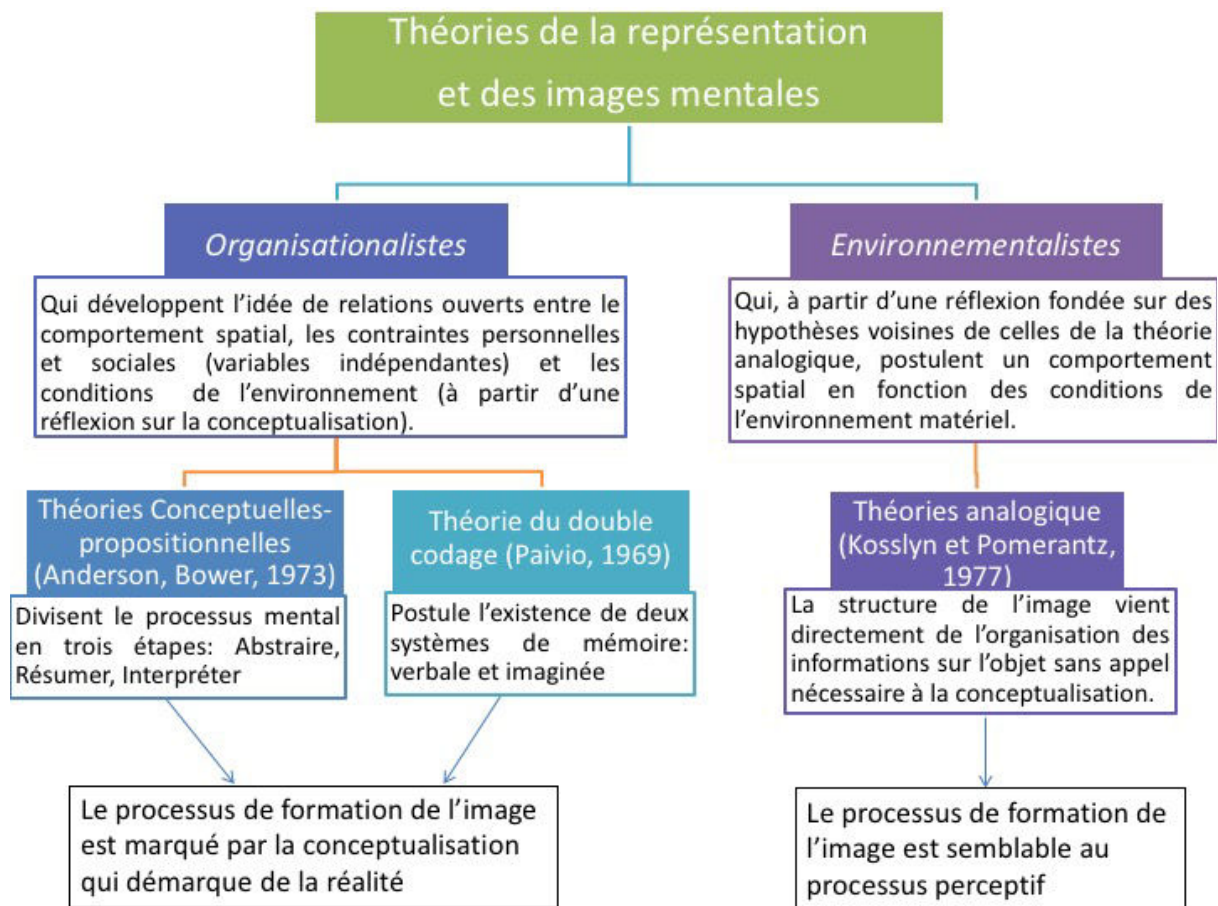 Théories de la représentation
et des images mentales
Organisationalistes
Qui développent l’idée de relations ouverts entre le
comportement spatial, les contraintes personnelles
et sociales (variables indépendantes) et les
conditions de l’environnement (à partir d’une
réflexion sur la conceptualisation).
Environnementalistes
Qui, à partir d’une réflexion fondée sur des
hypothèses voisines de celles de la théorie
analogique, postulent un comportement
spatial en fonction des conditions de
l’environnement matériel.
Théories Conceptuelles-
propositionnelles
(Anderson, Bower, 1973)
Divisent le processus mental
en trois étapes: Abstraire,
Résumer, Interpréter
Théorie du double
codage (Paivio, 1969)
Postule l’existence de deux
systèmes de mémoire:
verbale et imaginée
Théories analogique
(Kosslyn et Pomerantz,
1977)
La structure de l’image vient
directement de l’organisation des
informations sur l’objet sans appel
nécessaire à la conceptualisation.
Le processus de formation de l’image
est marqué par la conceptualisation
qui démarque de la réalité
Le processus de formation de
l’image est semblable au
processus perceptif